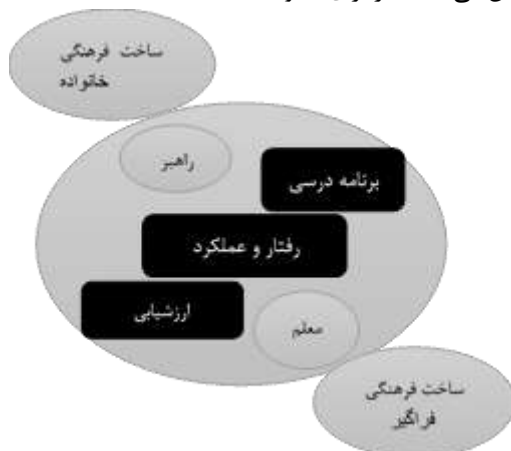 ساخت فرهنگی
خانواده
راهبر
برنامه درسی
رفتار و عملکرد
ارزشیابی
معلم
ساخت فرهنگی
فراگیر